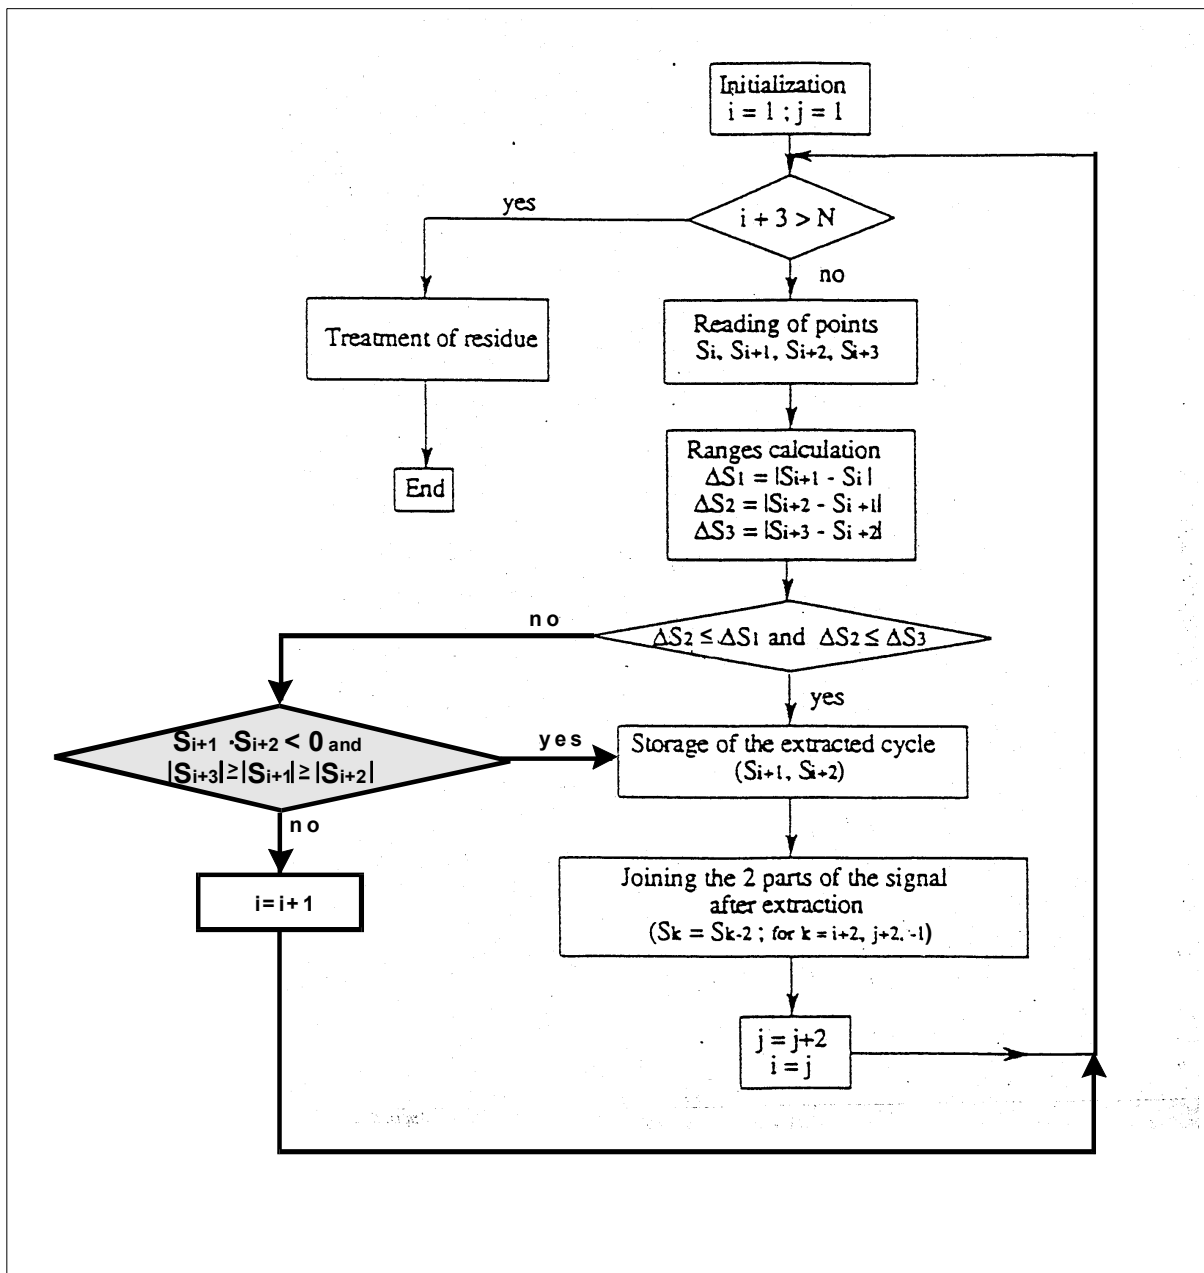 Initialization
i = 1 ; j = 1
i + 3 > N
yes
no
Treatment of residue
Reading of points
Si, Si+1, Si+2, Si+3
End
Ranges calculation
ΔS1 = |Si+1 - Si|
ΔS2 = |Si+2 - Si+1|
ΔS3 = |Si+3 - Si+2|
no
ΔS2 ≤ ΔS1 and ΔS2 ≤ ΔS3
yes
Si+1 ·Si+2 < 0 and
|Si+3| ≥ |Si+1| ≥ |Si+2|
yes
no
Storage of the extracted cycle
(Si+1, Si+2)
i = i + 1
Joining the 2 parts of the signal
after extraction
(Sk = Sk-2 ; for k = i+2, j+2, -1)
j = j+2
i = j